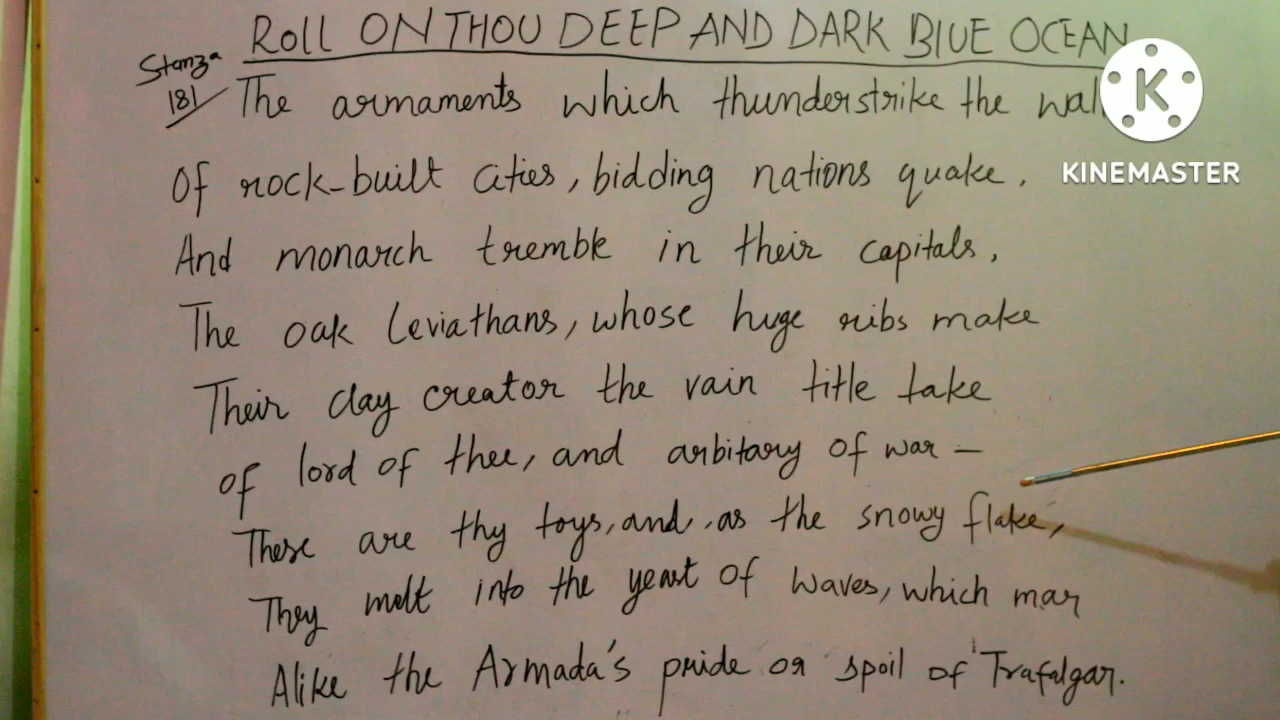 Roll ON THOU DEEP AND DARK BLUE OCEAN
Stanza
181
The armaments which thunderstrike the wal
Of rock-built cities, bidding nations quake.
And monarch tremble in their capitals,
The oak Leviathans, whose huge ribs make
Their clay creator the vain title take
Of lord of thee, and arbitary of war –
These are thy toys, and, as the snowy flake,
They melt into the yeast of waves, which mar
Alike the Armada's pride or spoil of Trafalgar.
K
KINEMASTER